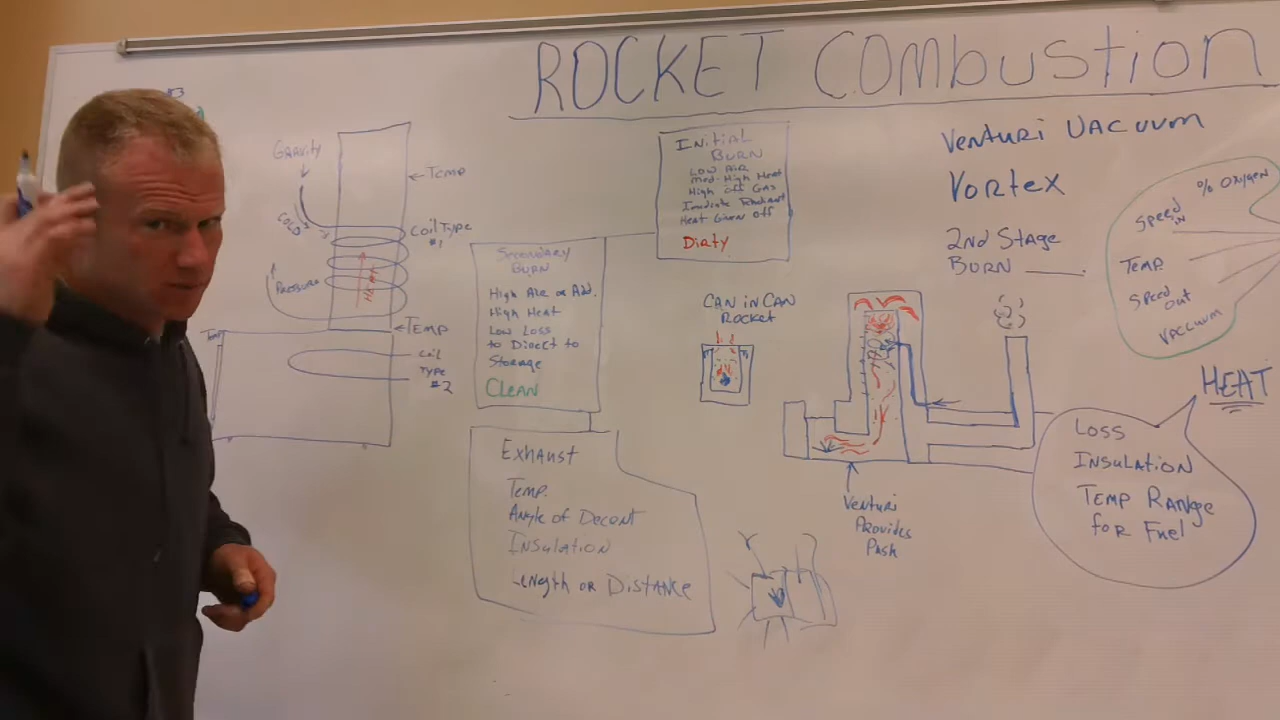 ROCKET COMBUSTION
#3
GRAVITY
COLD
PRESSURE
HEAT
TEMP
COIL TYPE
#1
TEMP
TEMP
COIL
TYPE
#2
INITIAL
BURN
LOW AIR
MED-HIGH HEAT
HIGH OFF GAS
HEAT GIVEN OFF
DIRTY
SECONDARY
BURN
HIGH AIR OR ADD.
HIGH HEAT
LOW LOSS
TO DIRECT TO
STORAGE
CLEAN
EXHAUST
TEMP.
ANGLE OF DECENT
INSULATION
LENGTH OR DISTANCE
CAN IN CAN
ROCKET
VENTURI
PROVIDES
PUSH
VENTURI VACUUM
VORTEX
2ND STAGE
BURN
% OXYGEN
SPEED
IN
TEMP.
SPEED
OUT
VACCUUM
HEAT
LOSS
INSULATION
TEMP RANGE
FOR FUEL